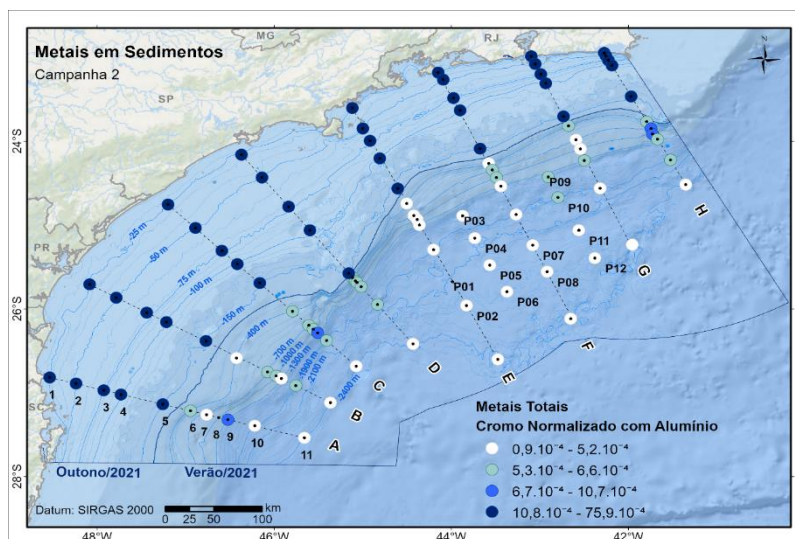 Metais em Sedimentos
Campanha 2
MG
RJ
SP
PR
SC
24°S
26°S
28°S
-25 m
-50 m
-75 m
-100 m
-150 m
-400 m
-700 m
-1000 m
-1300 m
-1900 m
-2100 m
-2400 m
P09
P10
P03
P04
P11
P07
P05
P12
P01
P08
P06
P02
H
G
F
E
D
C
B
A
1
2
3
4
5
6
7
8
9
10
11
Outono/2021
Verão/2021
Metais Totais
Cromo Normalizado com Alumínio
0,9.10⁻⁴ - 5,2.10⁻⁴
5,3.10⁻⁴ - 6,6.10⁻⁴
6,7.10⁻⁴ - 10,7.10⁻⁴
10,8.10⁻⁴ - 75,9.10⁻⁴
Datum: SIRGAS 2000
0
50
100
km
48°W
46°W
44°W
42°W